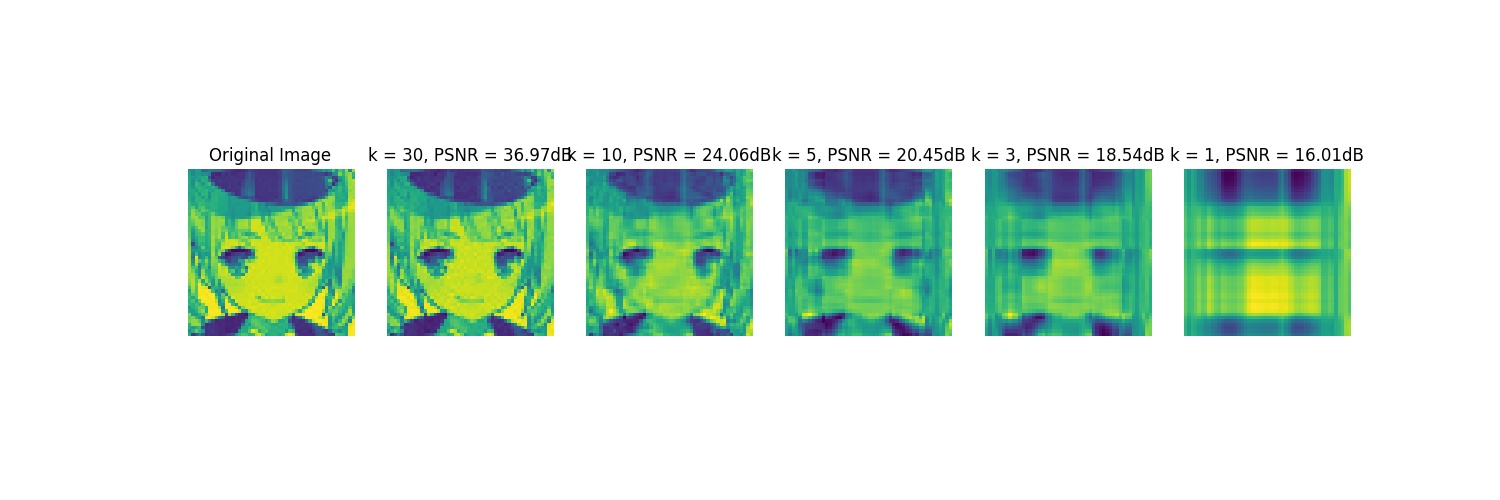 Original Image
k = 30, PSNR = 36.97dB
k = 10, PSNR = 24.06dB
k = 5, PSNR = 20.45dB
k = 3, PSNR = 18.54dB
k = 1, PSNR = 16.01dB